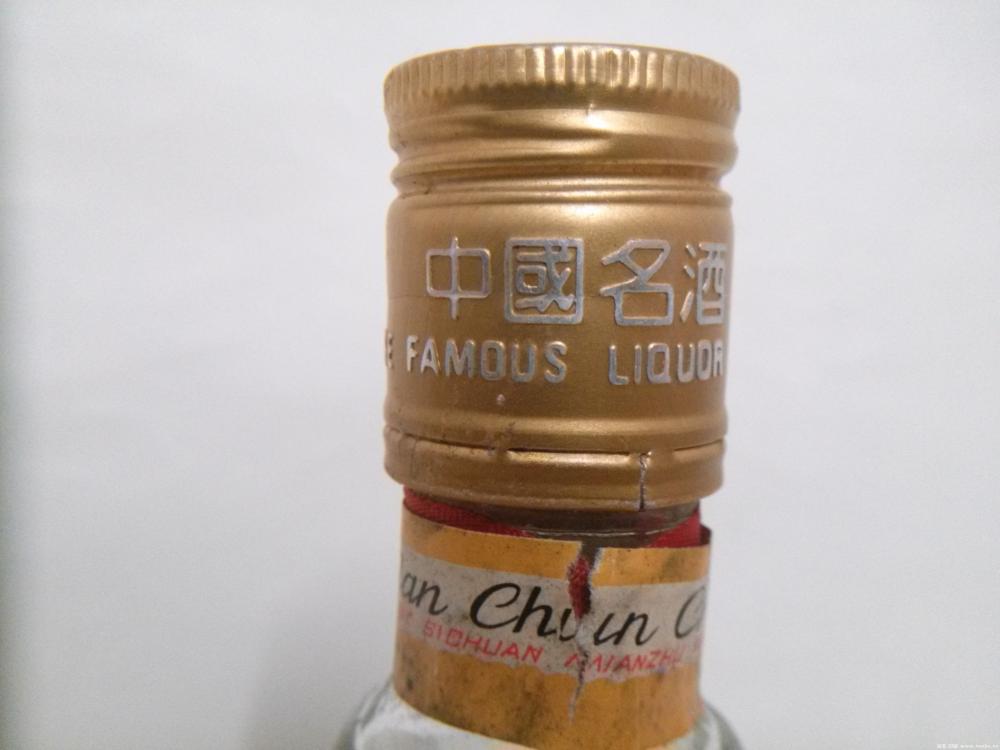 中國名酒
E FAMOUS LIQUOR
an Chun C
SICHUAN MIANZHU